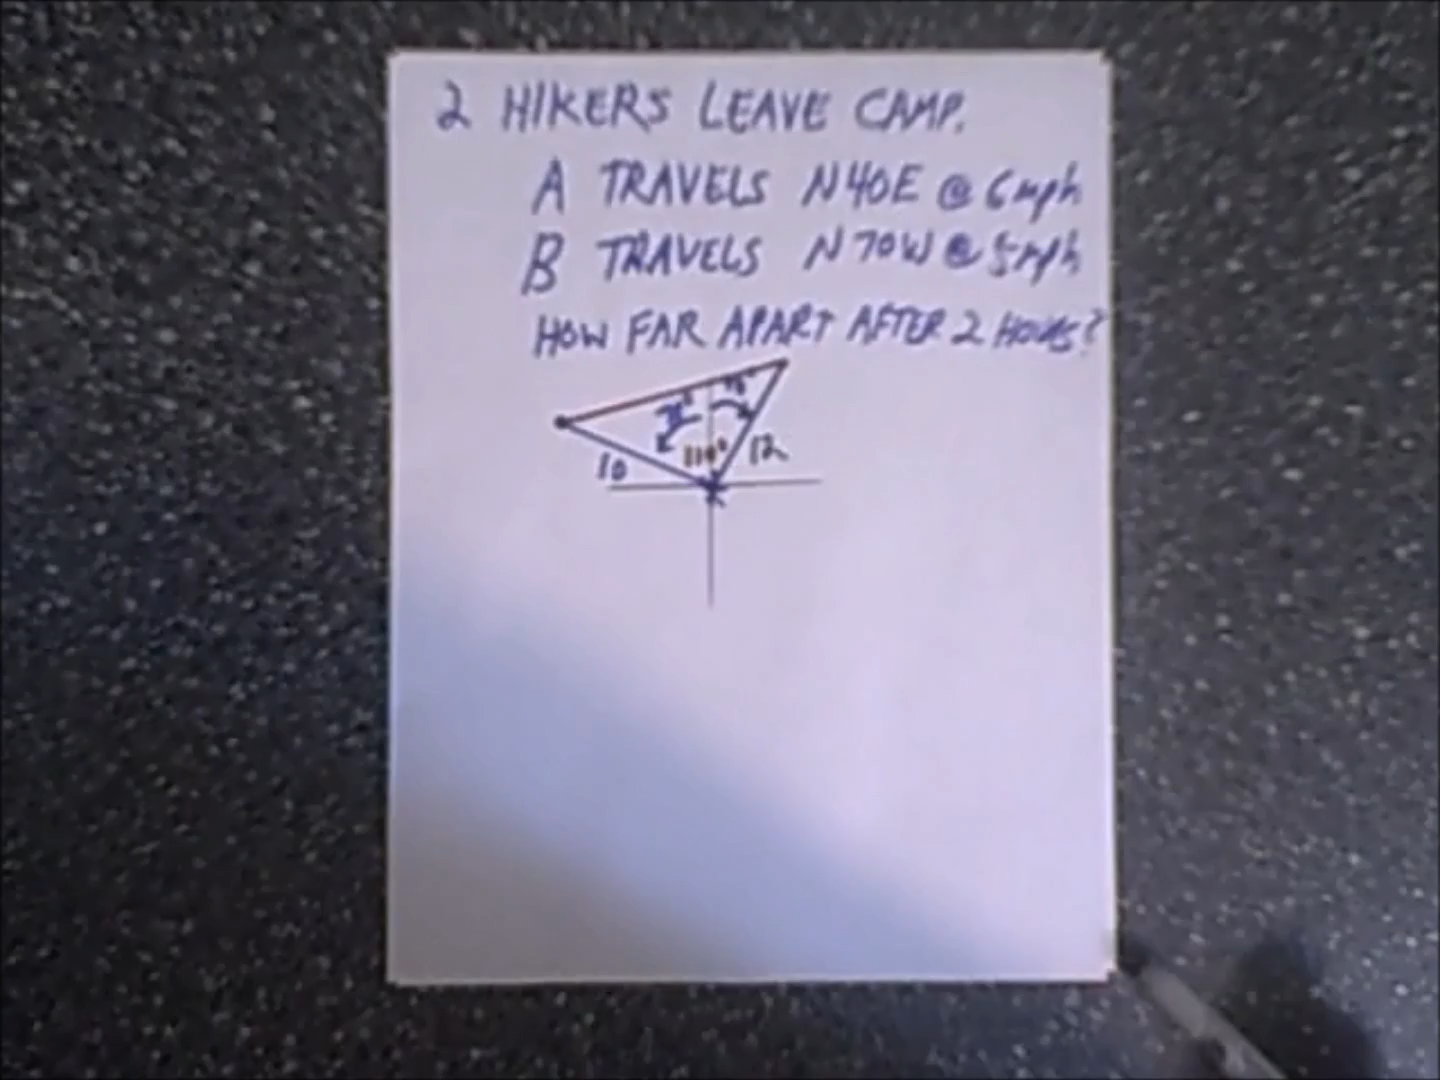 2 HIKERS LEAVE CAMP.
A TRAVELS N40E @ 6mph
B TRAVELS N70W @ 5mph
HOW FAR APART AFTER 2 HOURS?
110°
10
12